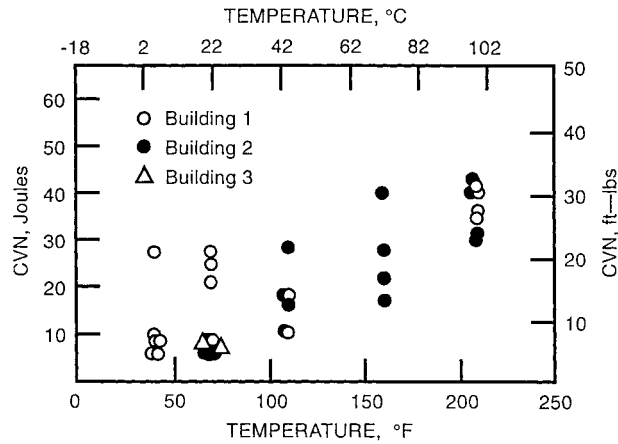 TEMPERATURE, °C
-18 2 22 42 62 82 102
CVN, Joules
60
50
40
30
20
10
Building 1
Building 2
Building 3
50
40
30
20
10
CVN, ft—lbs
0 50 100 150 200 250
TEMPERATURE, °F